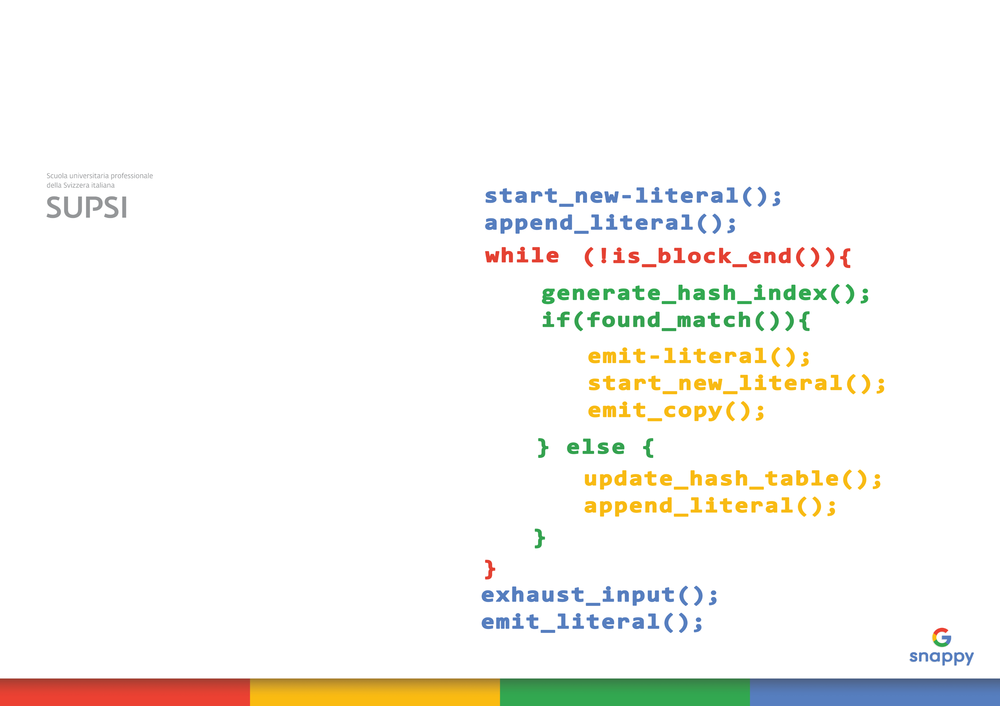 Scuola universitaria professionale
della Svizzera italiana
SUPSI
start_new-literal();
append_literal();
while (!is_block_end()){
generate_hash_index();
if(found_match()){
emit-literal();
start_new_literal();
emit_copy();
} else {
update_hash_table();
append_literal();
}
}
exhaust_input();
emit_literal();
G
snappy